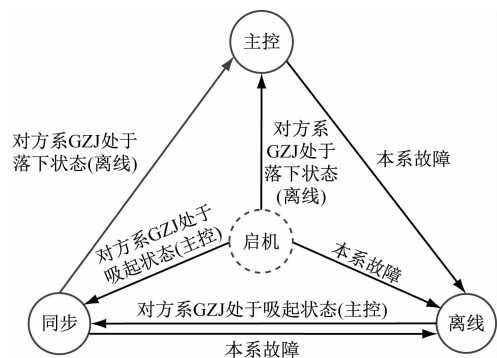 主控
对方系GZJ处于
落下状态(离线)
对方系
GZJ处于
落下状态
(离线)
本系故障
对方系GZJ处于
吸起状态(主控)
启机
本系故障
对方系GZJ处于吸起状态(主控)
同步
离线
本系故障